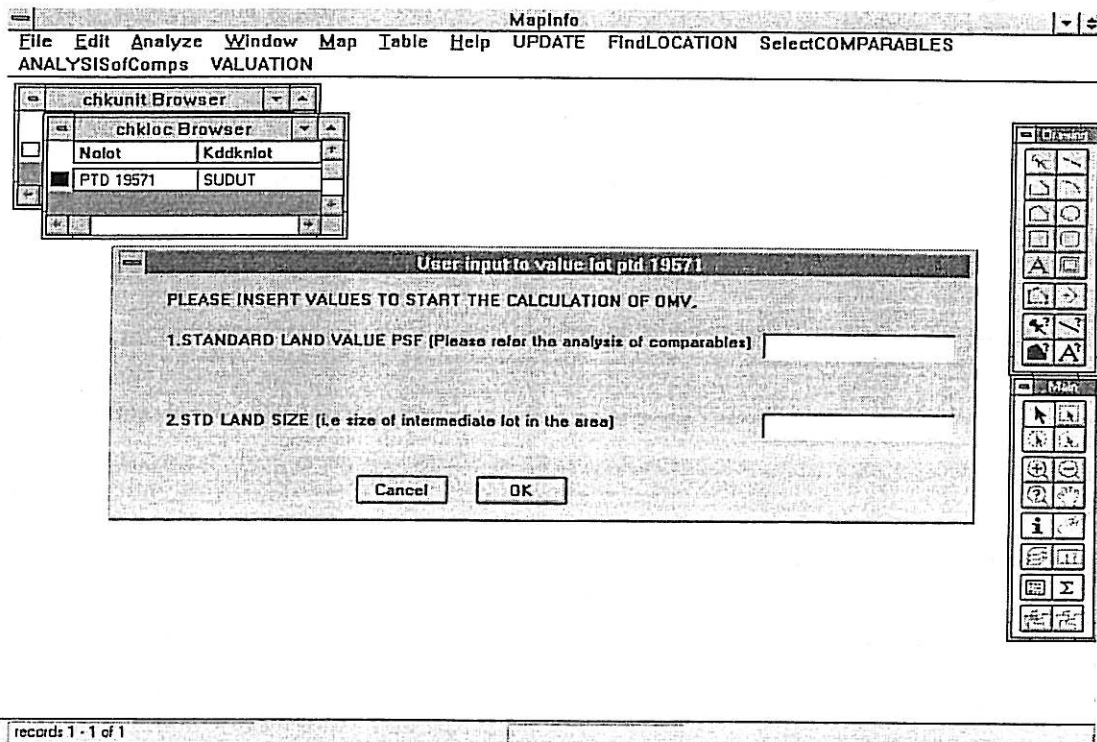 MapInfo
File Edit Analyze Window Map Table Help UPDATE FindLOCATION SelectCOMPARABLES
ANALYSISofComps VALUATION
chkunit Browser
chkloc Browser
Nolot Kddknlot
PTD 19571 SUDUT
Drawing
User input to value lot ptd 19571
PLEASE INSERT VALUES TO START THE CALCULATION OF OMV.
1.STANDARD LAND VALUE PSF (Please refer the analysis of comparables)
2.STD LAND SIZE (i.e size of intermediate lot in the area)
Cancel OK
Main
records 1 - 1 of 1